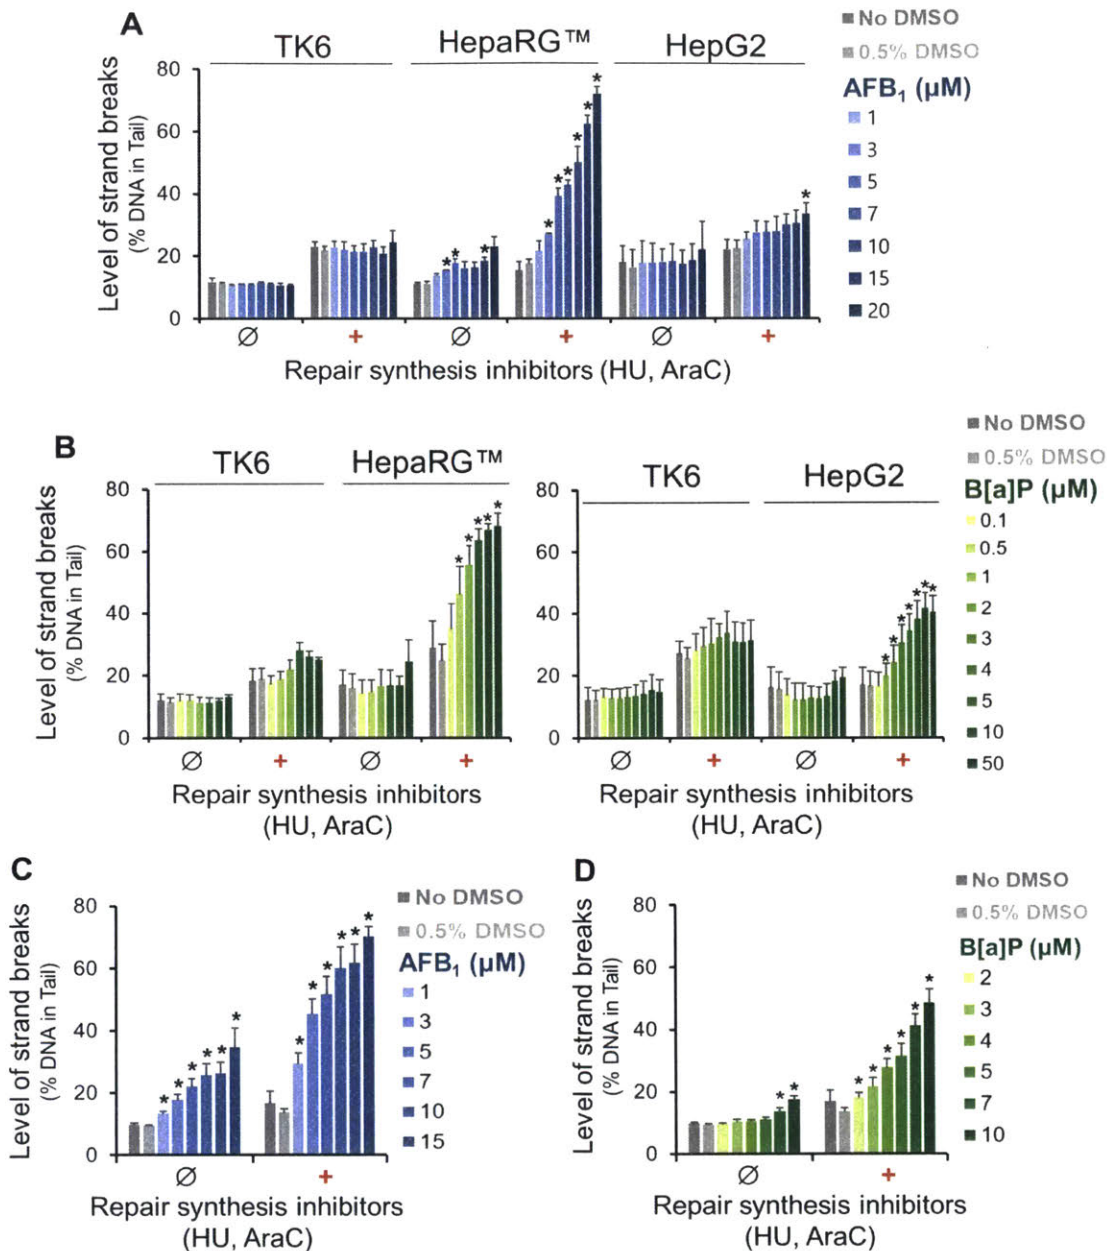 A
TK6 HepaRG™ HepG2
No DMSO
0.5% DMSO
AFB1 (µM)
1
3
5
7
10
15
20
Level of strand breaks
(% DNA in Tail)
80
60
40
20
0
* * * * * * * * * * *
∅ + ∅ + ∅ +
Repair synthesis inhibitors (HU, AraC)
B
TK6 HepaRG™
Level of strand breaks
(% DNA in Tail)
80
60
40
20
0
* * * * *
∅ + ∅ +
Repair synthesis inhibitors
(HU, AraC)
TK6 HepG2
80
60
40
20
0
* * * * * * *
∅ + ∅ +
Repair synthesis inhibitors
(HU, AraC)
No DMSO
0.5% DMSO
B[a]P (µM)
0.1
0.5
1
2
3
4
5
10
50
C
Level of strand breaks
(% DNA in Tail)
80
60
40
20
0
* * * * * * * * * * * *
∅ +
Repair synthesis inhibitors
(HU, AraC)
No DMSO
0.5% DMSO
AFB1 (µM)
1
3
5
7
10
15
D
Level of strand breaks
(% DNA in Tail)
80
60
40
20
0
* * * * * * * *
∅ +
Repair synthesis inhibitors
(HU, AraC)
No DMSO
0.5% DMSO
B[a]P (µM)
2
3
4
5
7
10